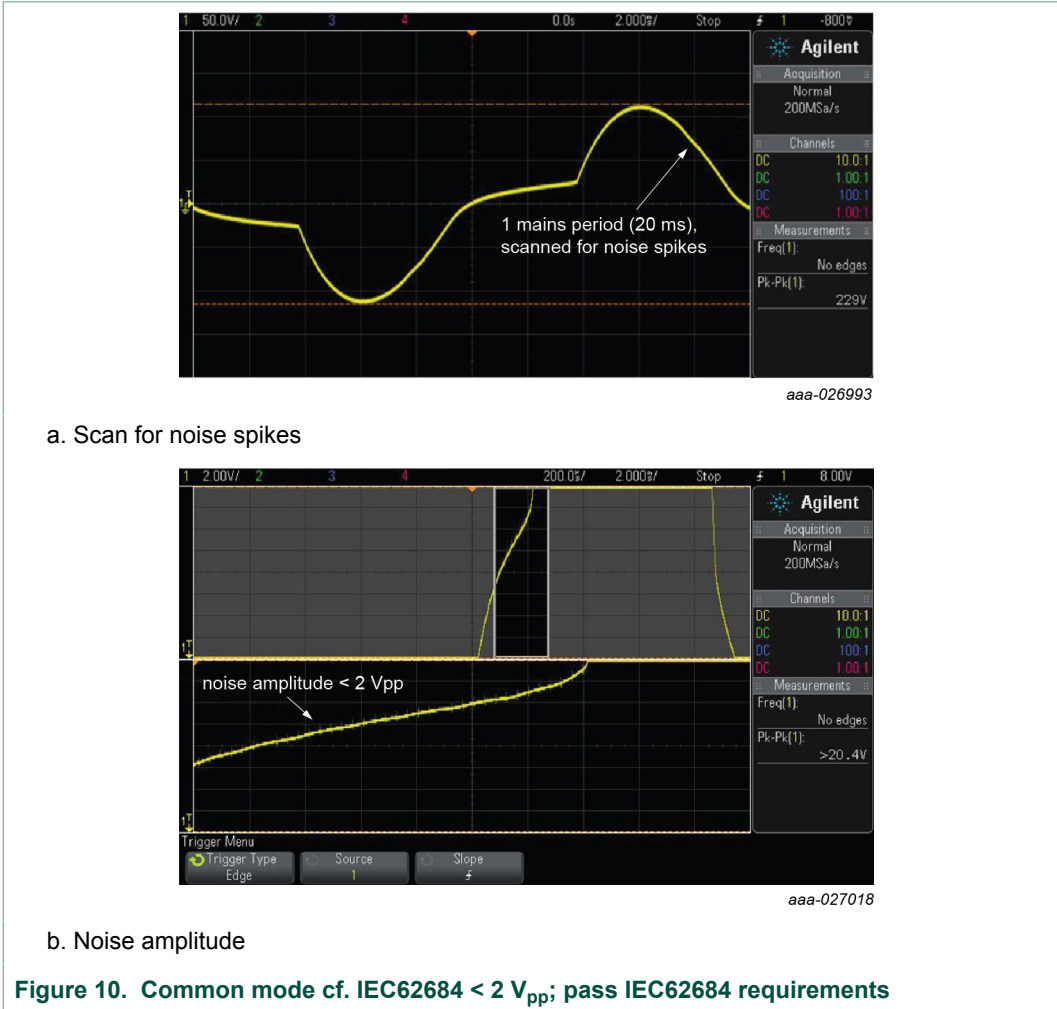 1 50.0V/ 2 3 4 0.0s 2.000s/ Stop 1 -800
Agilent
Acquisition
Normal
200MSa/s
Channels
DC 10.0:1
DC 1.00:1
DC 100:1
DC 1.00:1
Measurements
Freq(1):
No edges
Pk-Pk(1):
229V
1 mains period (20 ms),
scanned for noise spikes
aaa-026993
a. Scan for noise spikes
1 2.00V/ 2 3 4 200.0s/ 2.000s/ Stop 1 8.00V
Agilent
Acquisition
Normal
200MSa/s
Channels
DC 10.0:1
DC 1.00:1
DC 100:1
DC 1.00:1
Measurements
Freq(1):
No edges
Pk-Pk(1):
>20.4V
noise amplitude < 2 Vpp
Trigger Menu
Trigger Type Source Slope
Edge 1
aaa-027018
b. Noise amplitude
Figure 10. Common mode cf. IEC62684 < 2 Vpp; pass IEC62684 requirements